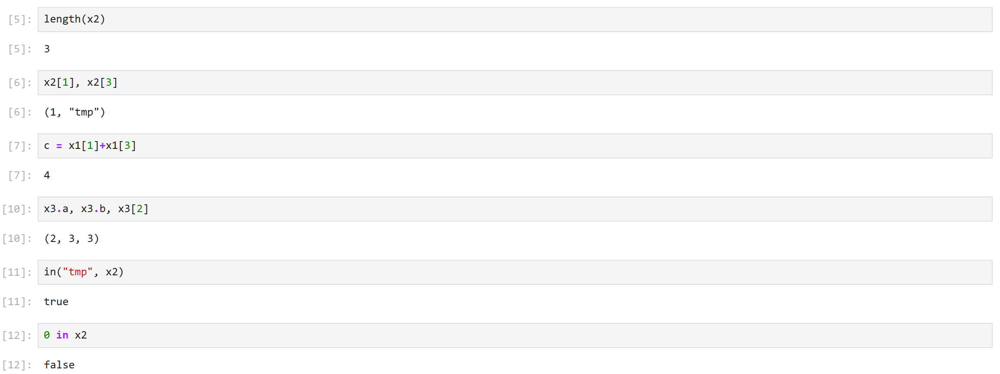 [5]: length(x2)
[5]: 3
[6]: x2[1], x2[3]
[6]: (1, "tmp")
[7]: c = x1[1]+x1[3]
[7]: 4
[10]: x3.a, x3.b, x3[2]
[10]: (2, 3, 3)
[11]: in("tmp", x2)
[11]: true
[12]: 0 in x2
[12]: false